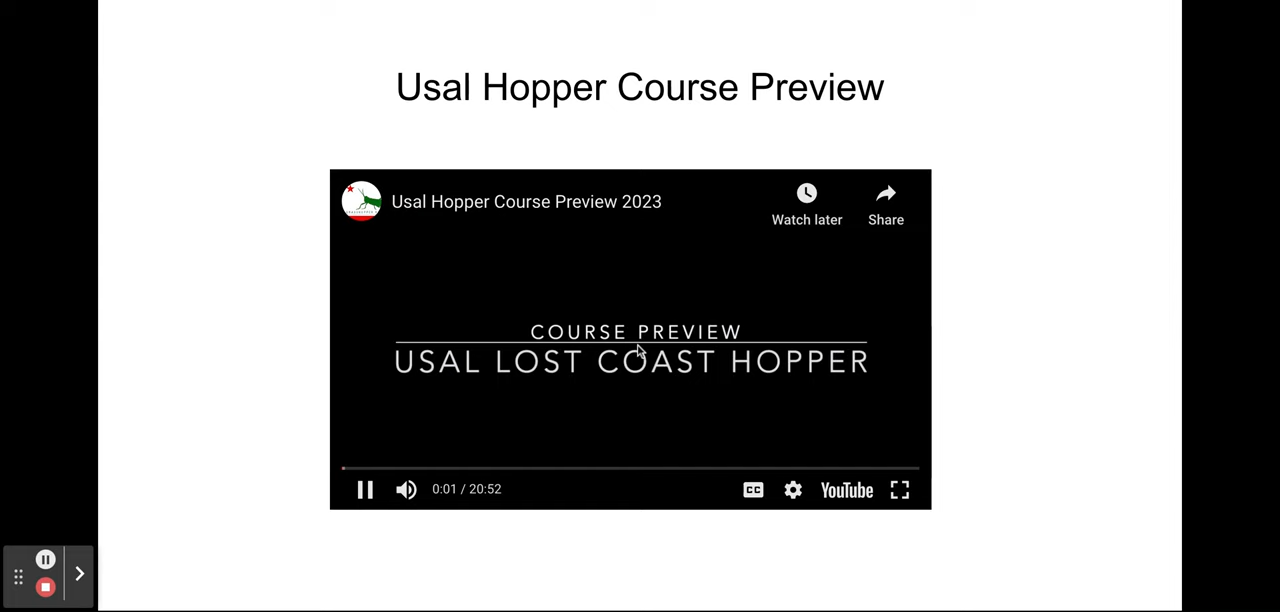 Usal Hopper Course Preview
Usal Hopper Course Preview 2023
Watch later
Share
COURSE PREVIEW
USAL LOST COAST HOPPER
0:01 / 20:52
CC
YouTube